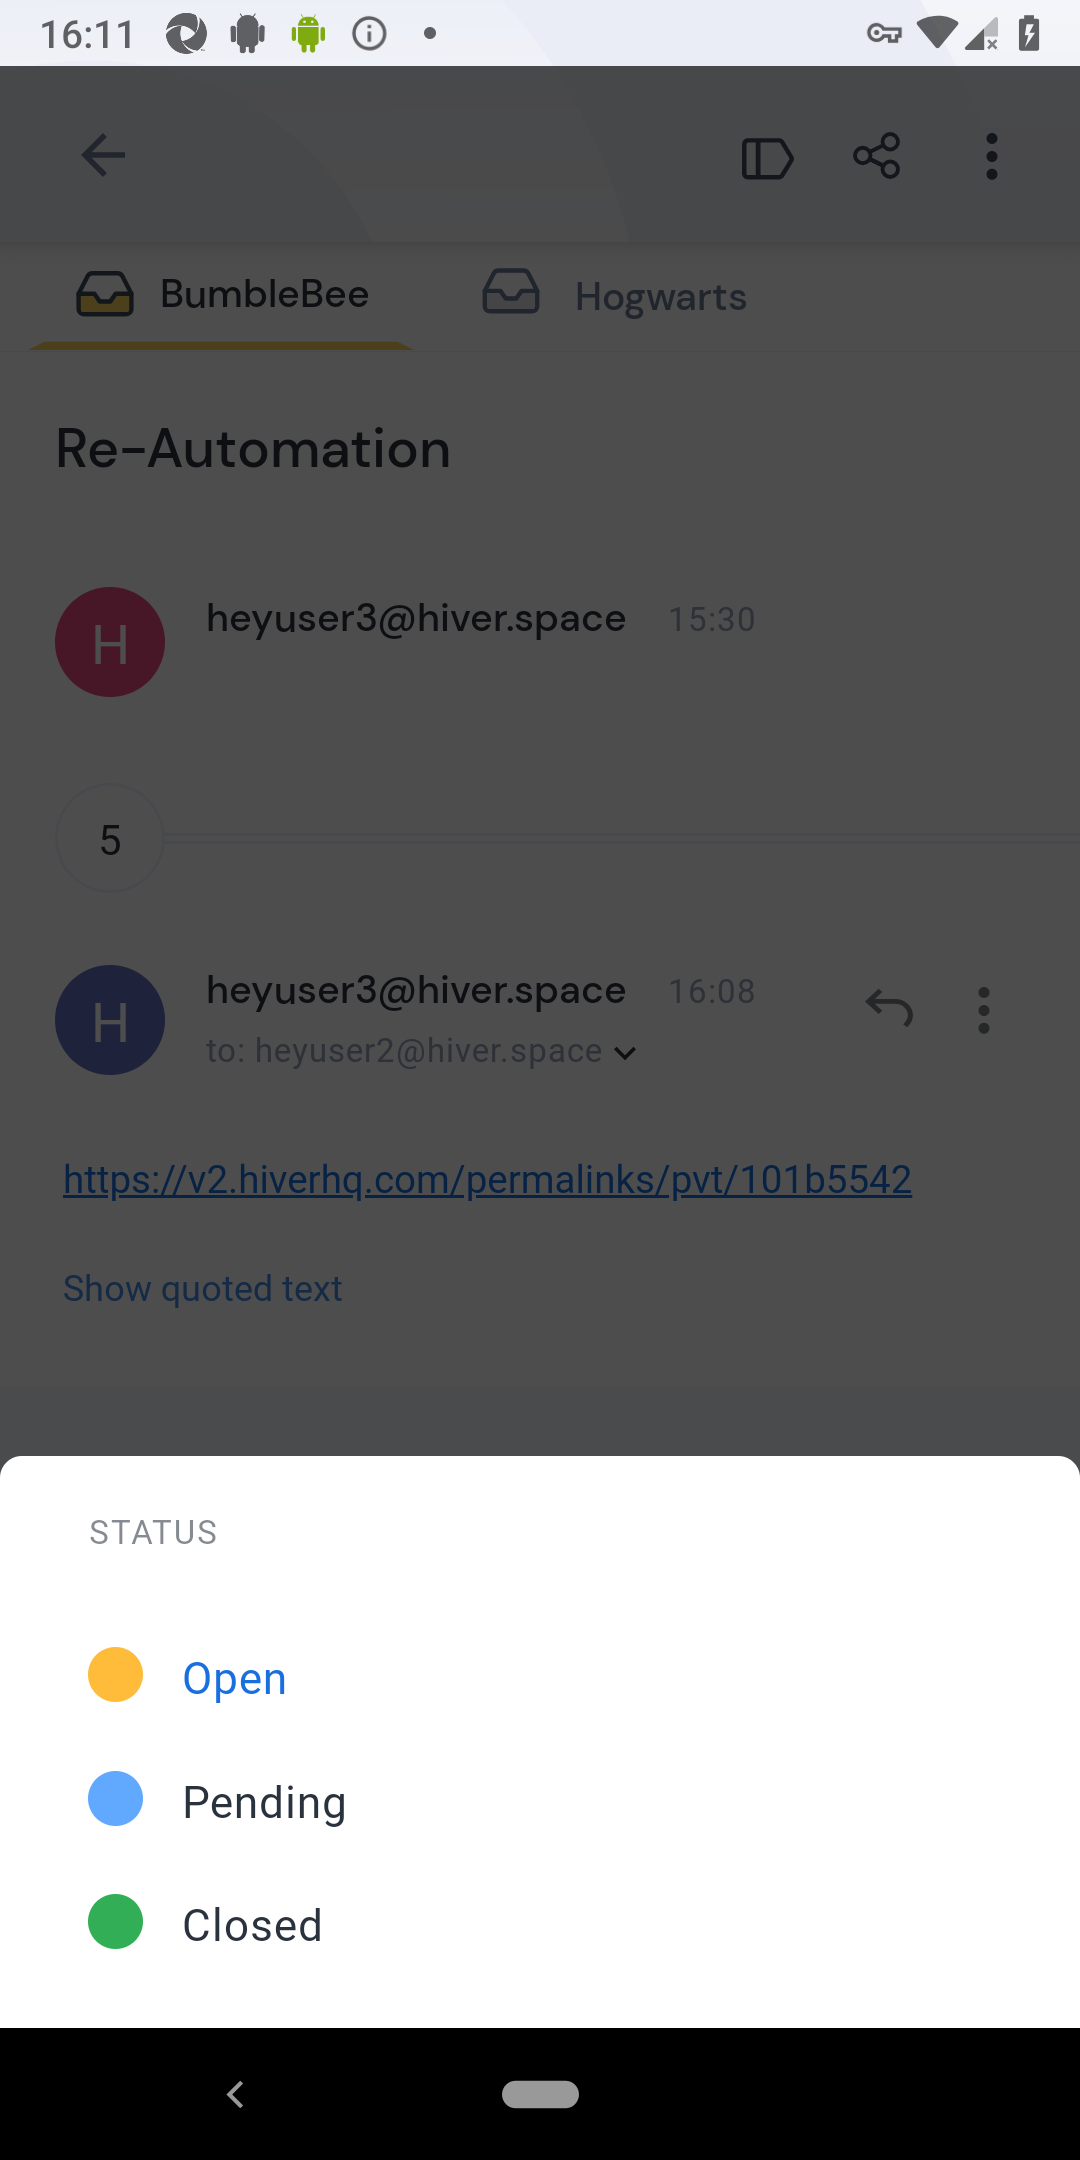 16:11
BumbleBee
Hogwarts
Re-Automation
H
heyuser3@hiver.space 15:30
5
H
heyuser3@hiver.space 16:08
to: heyuser2@hiver.space
https://v2.hiverhq.com/permalinks/pvt/101b5542
Show quoted text
STATUS
Open
Pending
Closed